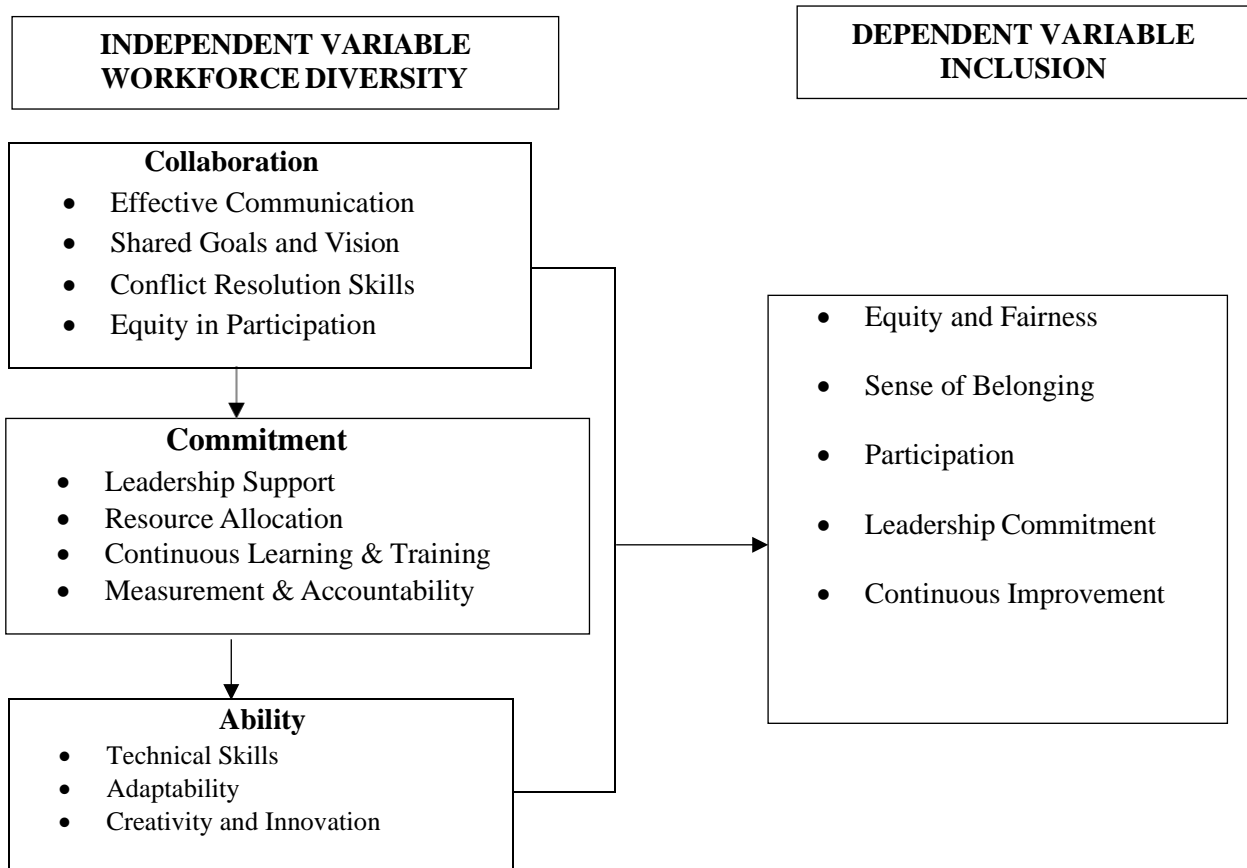 INDEPENDENT VARIABLE
WORKFORCE DIVERSITY
DEPENDENT VARIABLE
INCLUSION
Collaboration
• Effective Communication
• Shared Goals and Vision
• Conflict Resolution Skills
• Equity in Participation
Commitment
• Leadership Support
• Resource Allocation
• Continuous Learning & Training
• Measurement & Accountability
Ability
• Technical Skills
• Adaptability
• Creativity and Innovation
• Equity and Fairness
• Sense of Belonging
• Participation
• Leadership Commitment
• Continuous Improvement